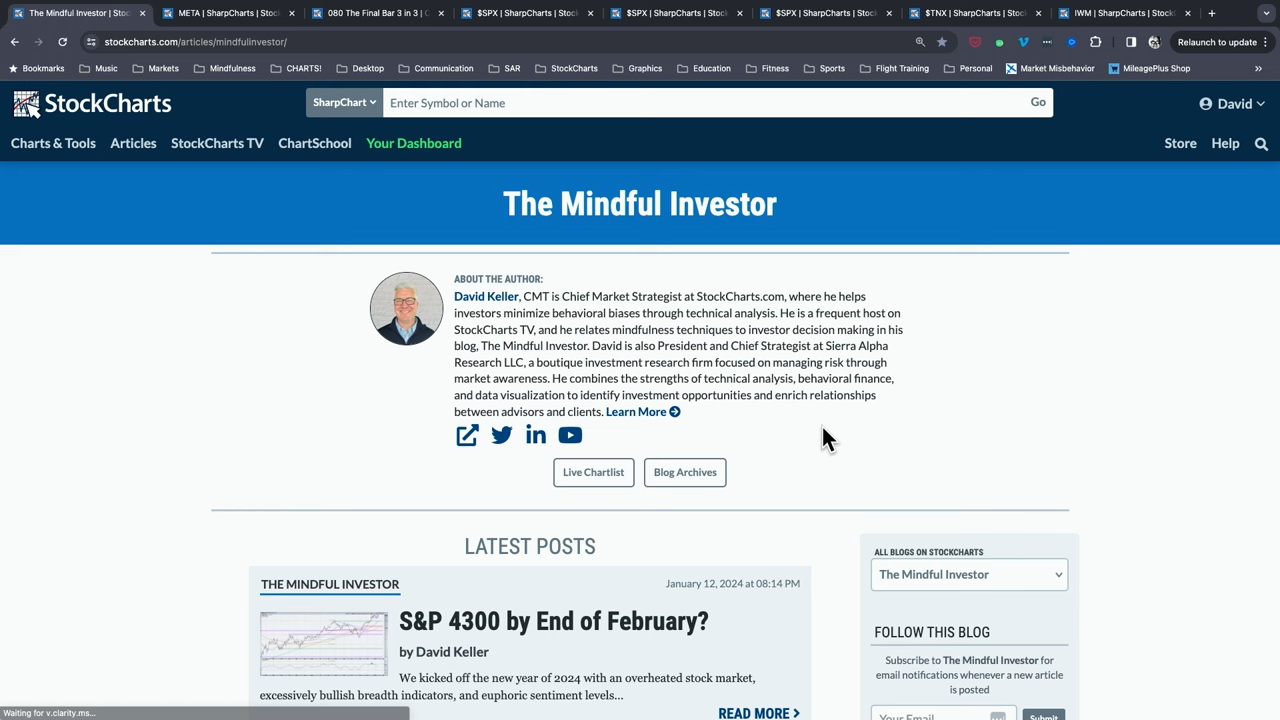 The Mindful Investor | Stoc
META | SharpCharts | Stoc
080 The Final Bar 3 in 3 | C
$SPX | SharpCharts | Stoc
$SPX | SharpCharts | Stoc
$SPX | SharpCharts | Stoc
$TNX | SharpCharts | Stoc
IWM | SharpCharts | Stock
stockcharts.com/articles/mindfulinvestor/
Relaunch to update
Bookmarks Music Markets Mindfulness CHARTS! Desktop Communication SAR StockCharts Graphics Education Fitness Sports Flight Training Personal Market Misbehavior MileagePlus Shop
StockCharts
SharpChart Enter Symbol or Name Go
David
Charts & Tools Articles StockCharts TV ChartSchool Your Dashboard Store Help
The Mindful Investor
ABOUT THE AUTHOR:
David Keller, CMT is Chief Market Strategist at StockCharts.com, where he helps
investors minimize behavioral biases through technical analysis. He is a frequent host on
StockCharts TV, and he relates mindfulness techniques to investor decision making in his
blog, The Mindful Investor. David is also President and Chief Strategist at Sierra Alpha
Research LLC, a boutique investment research firm focused on managing risk through
market awareness. He combines the strengths of technical analysis, behavioral finance,
and data visualization to identify investment opportunities and enrich relationships
between advisors and clients. Learn More
Live Chartlist Blog Archives
LATEST POSTS
THE MINDFUL INVESTOR January 12, 2024 at 08:14 PM
S&P 4300 by End of February?
by David Keller
We kicked off the new year of 2024 with an overheated stock market,
excessively bullish breadth indicators, and euphoric sentiment levels...
READ MORE >
ALL BLOGS ON STOCKCHARTS
The Mindful Investor
FOLLOW THIS BLOG
Subscribe to The Mindful Investor for
email notifications whenever a new article
is posted
Your Email Submit
Waiting for v.clarity.ms...